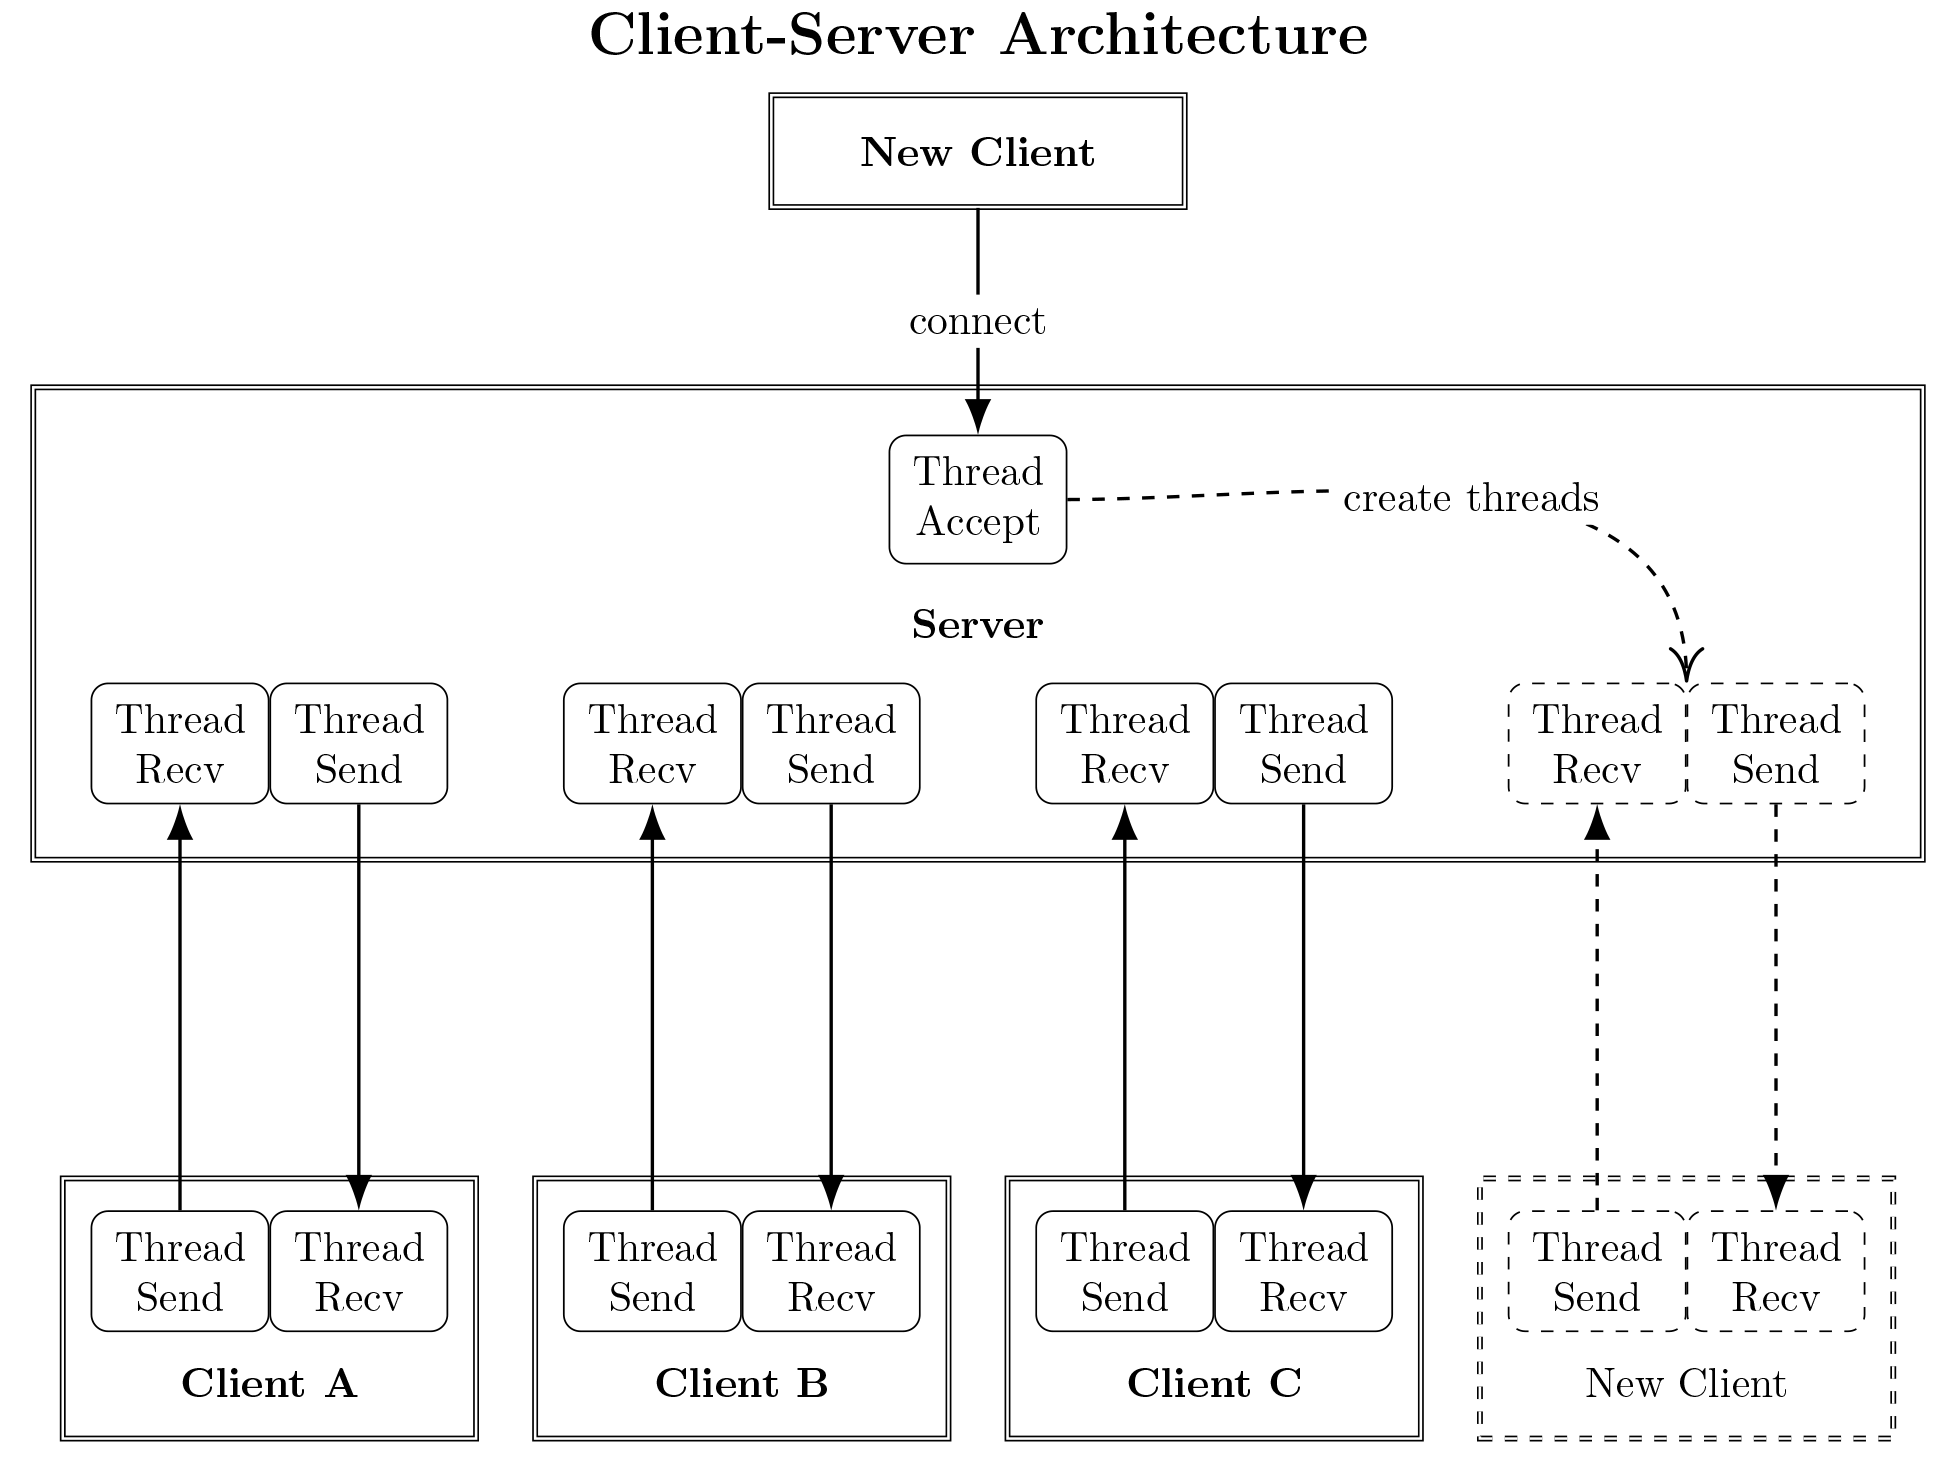 Client-Server Architecture
New Client
connect
Thread
Accept
create threads
Server
Thread
Recv
Thread
Send
Thread
Recv
Thread
Send
Thread
Recv
Thread
Send
Thread
Recv
Thread
Send
Thread
Send
Thread
Recv
Client A
Thread
Send
Thread
Recv
Client B
Thread
Send
Thread
Recv
Client C
Thread
Send
Thread
Recv
New Client